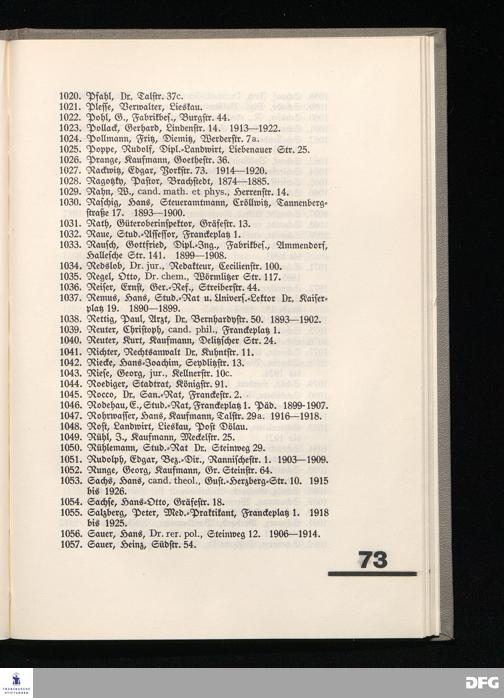 1020. Pfahl, Dr. Talstr. 37c.
1021. Plesse, Verwalter, Lieskau.
1022. Pohl, G., Fabrikbes., Burgstr. 44.
1023. Pollack, Gerhard, Lindenstr. 14. 1913—1922.
1024. Pollmann, Fritz, Diemitz, Werderstr. 7a.
1025. Poppe, Rudolf, Dipl.-Landwirt, Liebenauer Str. 25.
1026. Prange, Kaufmann, Goethestr. 36.
1027. Rackwitz, Edgar, Yorkstr. 73. 1914—1920.
1028. Ragotzky, Pastor, Brachstedt, 1874—1885.
1029. Rahn, W., cand. math. et phys., Herrenstr. 14.
1030. Raschig, Hans, Steueramtmann, Cröllwitz, Tannenberg-
straße 17. 1893—1900.
1031. Rath, Güteroberinspektor, Gräfestr. 13.
1032. Raue, Stud.-Assessor, Franckeplatz 1.
1033. Rausch, Gottfried, Dipl.-Ing., Fabrikbes., Ammendorf,
Hallesche Str. 141. 1899—1908.
1034. Redslob, Dr. jur., Redakteur, Cecilienstr. 100.
1035. Regel, Otto, Dr. chem., Wörmlitzer Str. 117.
1036. Reiser, Ernst, Ger.-Ref., Streiberstr. 44.
1037. Remus, Hans, Stud.-Rat u. Univers.-Lektor Dr. Kaiser-
platz 19. 1890—1899.
1038. Rettig, Paul, Arzt, Dr. Bernhardystr. 50. 1893—1902.
1039. Reuter, Christoph, cand. phil., Franckeplatz 1.
1040. Reuter, Kurt, Kaufmann, Delitzscher Str. 24.
1041. Richter, Rechtsanwalt Dr. Kuhntstr. 11.
1042. Riecke, Hans-Joachim, Seydlitzstr. 13.
1043. Riese, Georg, jur., Kellnerstr. 10c.
1044. Roediger, Stadtrat, Königstr. 91.
1045. Rocco, Dr. San.-Rat, Franckestr. 2.
1046. Rodehau, E., Stud.-Rat, Franckeplatz 1. Päd. 1899-1907.
1047. Rohrwasser, Hans, Kaufmann, Talstr. 29a. 1916—1918.
1048. Rost, Landwirt, Lieskau, Post Dölau.
1049. Rühl, J., Kaufmann, Meckelstr. 25.
1050. Rühlemann, Stud.-Rat Dr. Steinweg 29.
1051. Rudolph, Edgar, Bez.-Dir., Rannischestr. 1. 1903—1909.
1052. Runge, Georg, Kaufmann, Gr. Steinstr. 64.
1053. Sachs, Hans, cand. theol., Gust.-Herzberg-Str. 10. 1915
bis 1926.
1054. Sachse, Hans-Otto, Gräfestr. 18.
1055. Salzberg, Peter, Med.-Praktikant, Franckeplatz 1. 1918
bis 1925.
1056. Sauer, Hans, Dr. rer. pol., Steinweg 12. 1906—1914.
1057. Sauer, Heinz, Südstr. 54.
73
FRANCKESCHE
STIFTUNGEN
DFG